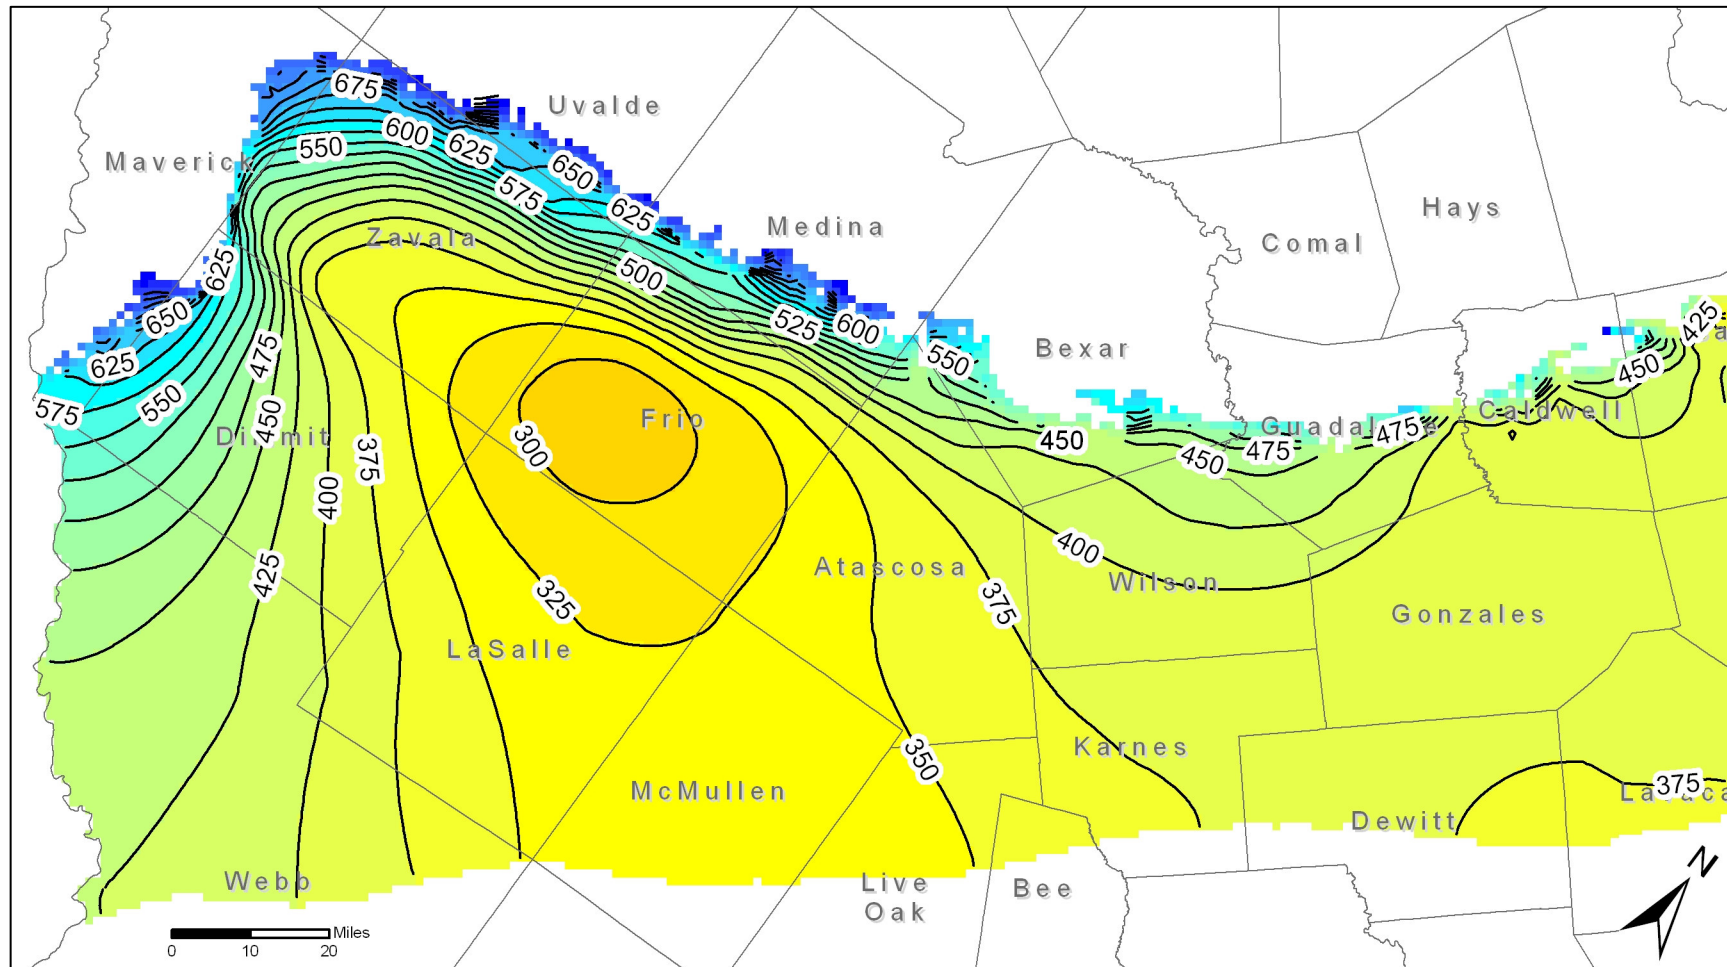 675
Uvalde
600
550
625
Maverick
650
575
625
Hays
Medina
Zavala
Comal
625
500
650
525
600
Bexar
475
550
425
625
450
575
550
Caldwell
450
Frio
Guadalupe
475
Dimmit
450
300
475
375
450
400
400
425
Atascosa
Wilson
325
375
Gonzales
LaSalle
Karnes
350
375
McMullen
Lavaca
Dewitt
Webb
Live
Oak
Bee
N
Miles
0 10 20